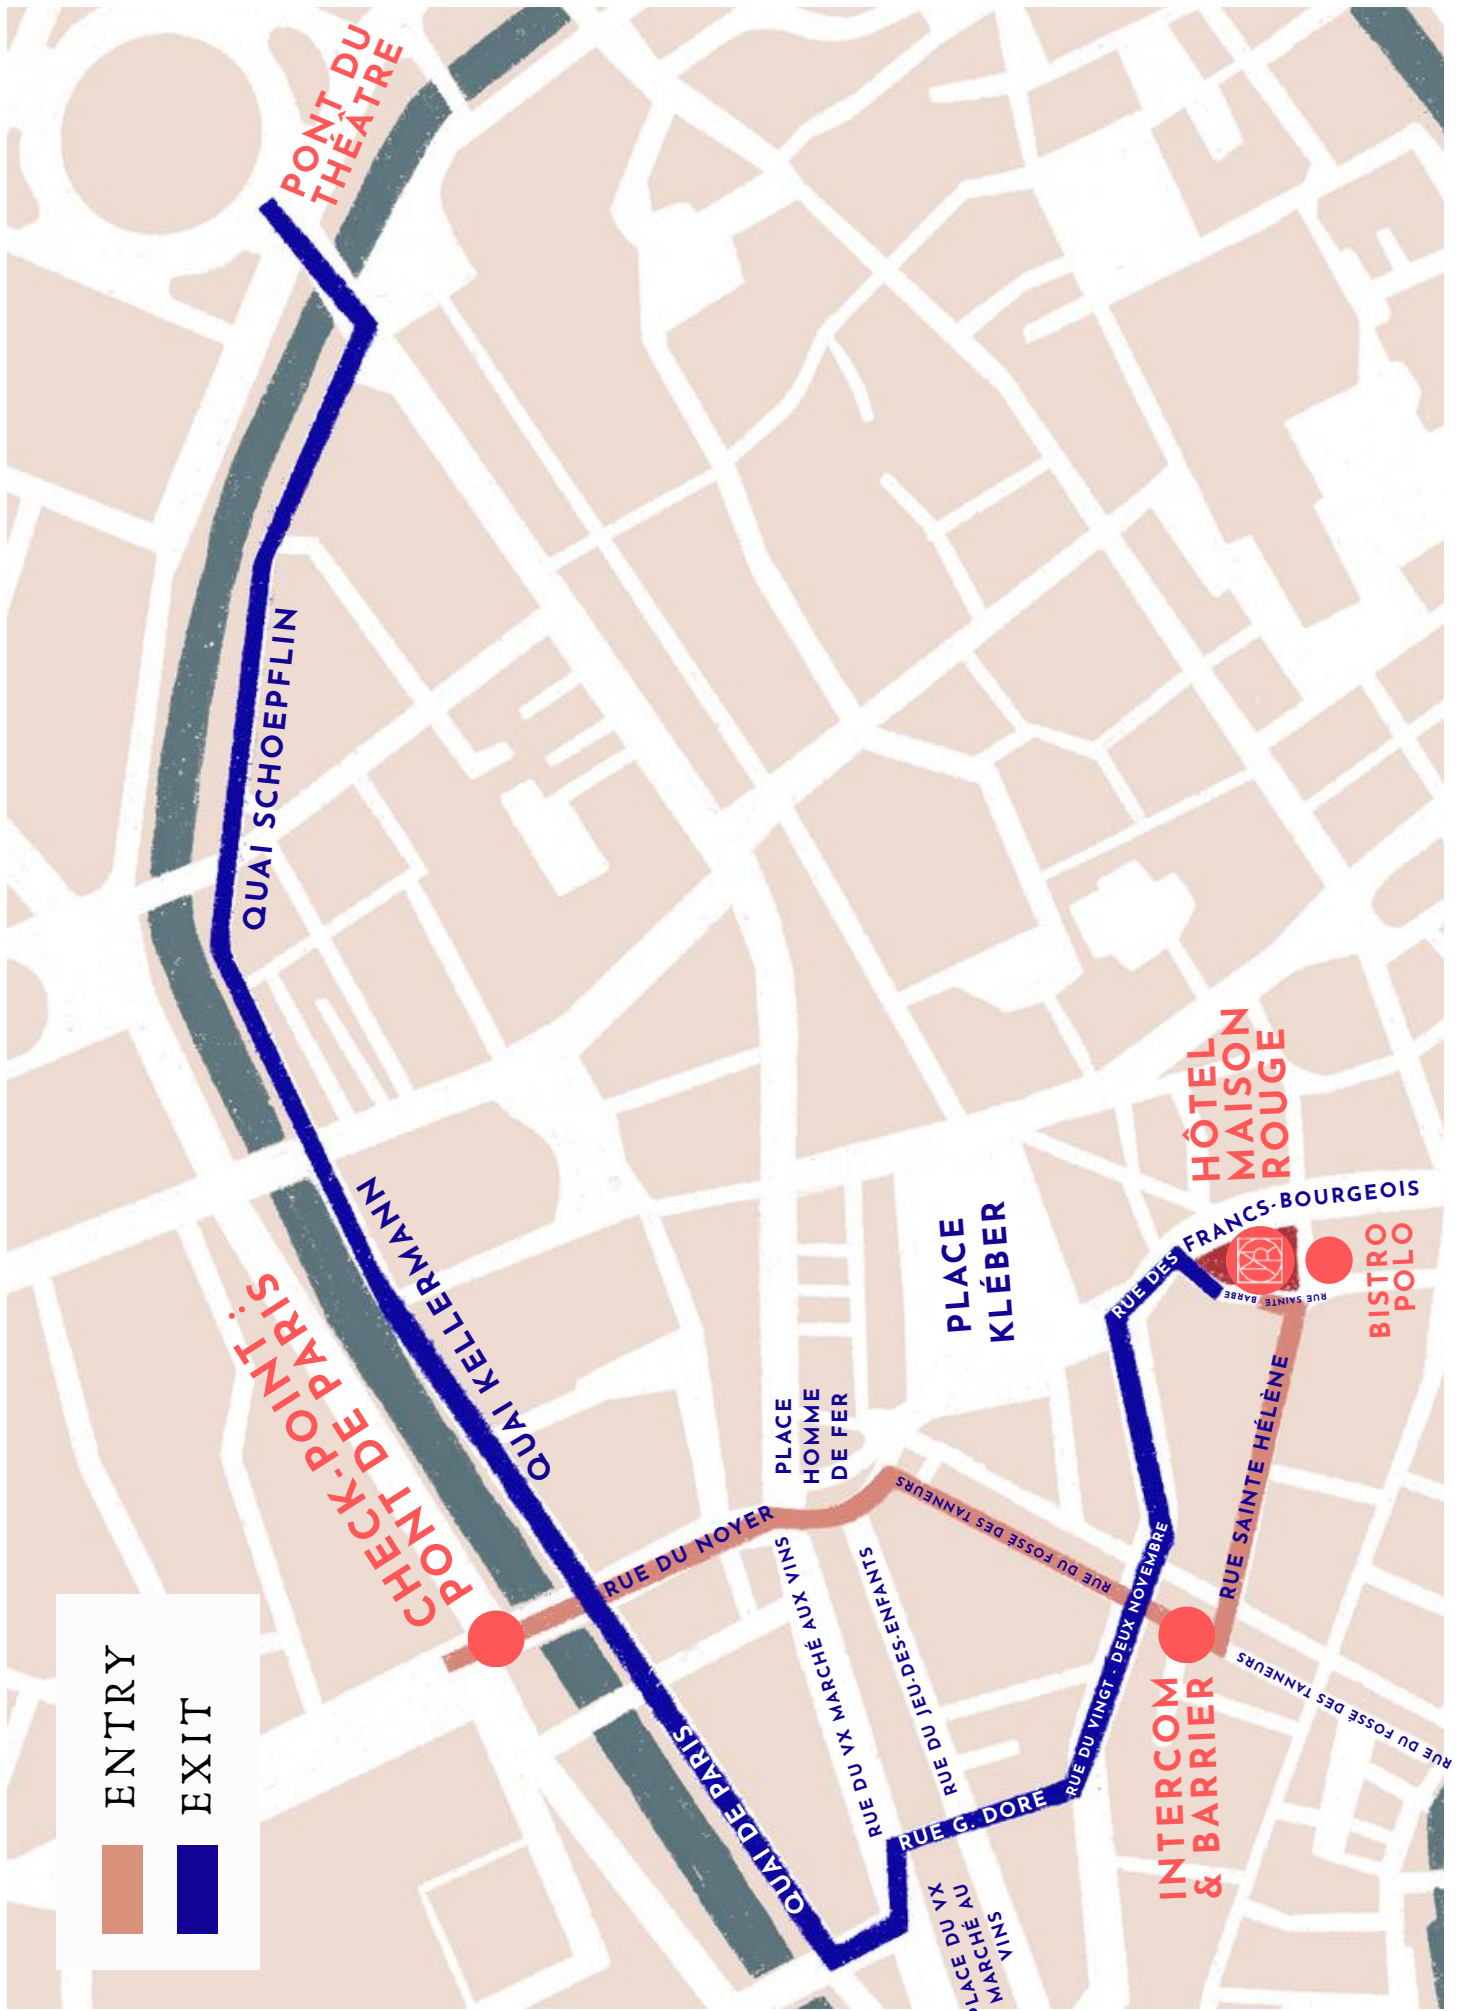 PONT DU
THÉÂTRE
QUAI SCHOEPFLIN
QUAI KELLERMANN
CHECK-POINT :
PONT DE PARIS
RUE DU NOYER
PLACE
HOMME
DE FER
PLACE
KLÉBER
HÔTEL
MAISON
ROUGE
RUE DES FRANCS-BOURGEOIS
RUE SAINTE BARBE
BISTRO
POLO
RUE SAINTE HÉLÈNE
RUE DU FOSSÉ DES TANNEURS
RUE DU VINGT - DEUX NOVEMBRE
INTERCOM
& BARRIER
RUE DU FOSSÉ DES TANNEURS
RUE DU VX MARCHÉ AUX VINS
RUE DU JEU-DES-ENFANTS
RUE G. DORÉ
QUAI DE PARIS
PLACE DU VX
MARCHÉ AU
VINS
ENTRY
EXIT